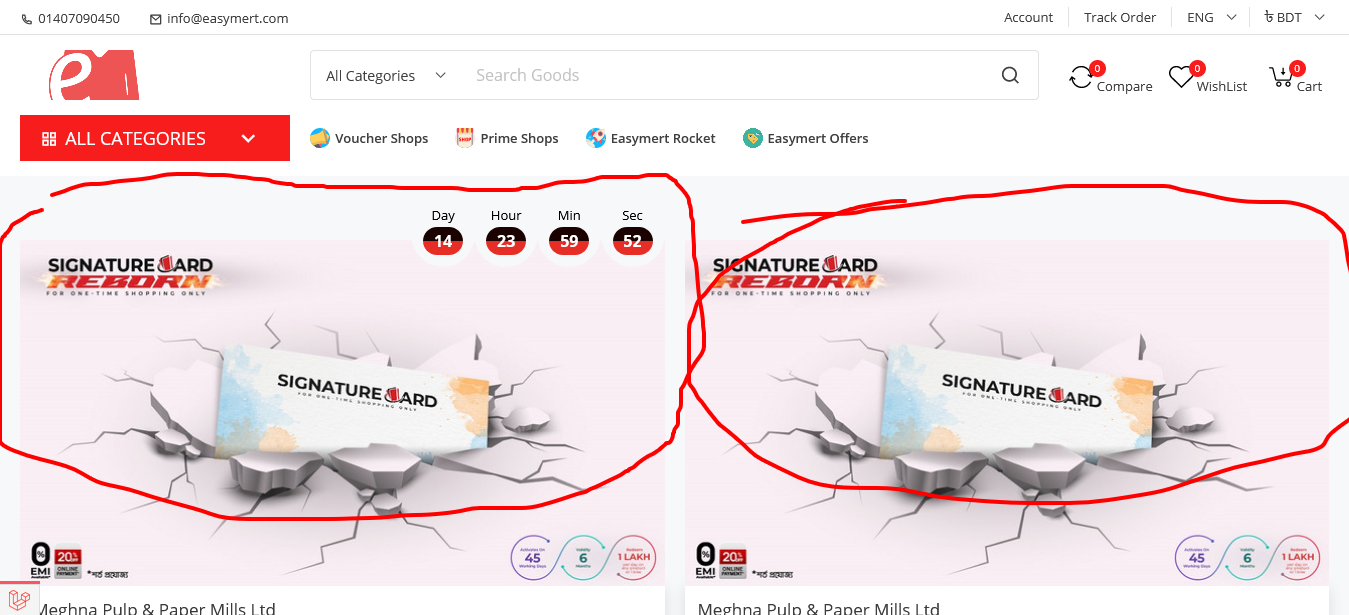 01407090450 info@easymert.com Account Track Order ENG ৳ BDT
em
All Categories Search Goods 0 Compare 0 WishList 0 Cart
ALL CATEGORIES Voucher Shops SHOP Prime Shops Easymert Rocket Easymert Offers
Day Hour Min Sec
14 23 59 52
SIGNATURE CARD
REBORN
FOR ONE-TIME SHOPPING ONLY
SIGNATURE CARD
FOR ONE-TIME SHOPPING ONLY
0% EMI 20% ONLINE PAYMENT* *শর্ত প্রযোজ্য
Activates On 45 Working Days
Validity 6 Months
Redeem 1 LAKH
Meghna Pulp & Paper Mills Ltd
SIGNATURE CARD
REBORN
FOR ONE-TIME SHOPPING ONLY
SIGNATURE CARD
FOR ONE-TIME SHOPPING ONLY
0% EMI 20% ONLINE PAYMENT* *শর্ত প্রযোজ্য
Activates On 45 Working Days
Validity 6 Months
Redeem 1 LAKH
Meghna Pulp & Paper Mills Ltd